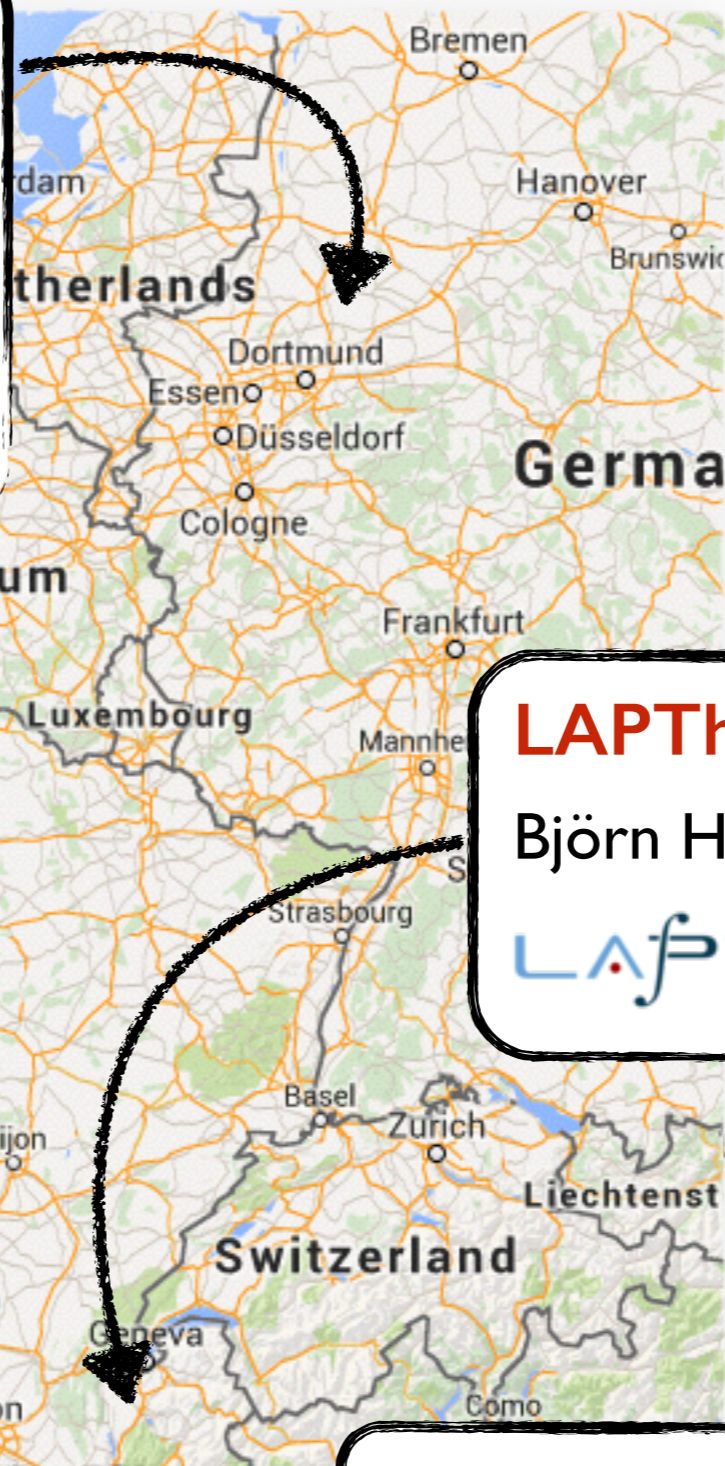 Bremen
rdam
Hanover
Brunswic
therlands
Dortmund
Essen
Düsseldorf
Germa
Cologne
um
Frankfurt
Luxembourg
LAPTh
Mannhe
Björn H
S
Strasbourg
LAP
Basel
Zurich
ijon
Liechtenst
Switzerland
Geneva
Como
on